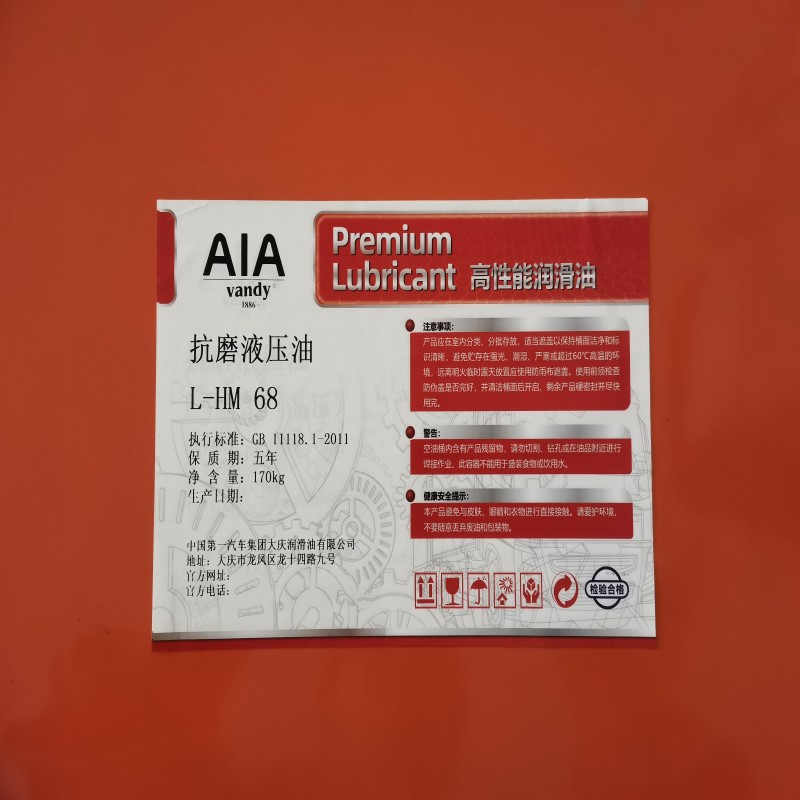 AIA
vandy
1886
Premium
Lubricant 高性能润滑油
抗磨液压油
L-HM 68
执行标准：GB 11118.1-2011
保 质 期：五年
净 含 量：170kg
生产日期：
中国第一汽车集团大庆润滑油有限公司
地址：大庆市龙凤区龙十四路九号
官方网址：
官方电话：
注意事项：
产品应在室内分类、分批存放，适当遮盖以保持桶面洁净和标
识清晰，避免贮存在强光、潮湿、严寒或超过60℃高温的环
境，远离明火临时露天放置应使用防雨布遮盖。使用前须检查
防伪盖是否完好，并清洁桶面后开启、剩余产品硬密封并尽快
用完。
警告：
空油桶内含有产品残留物、请勿切割、钻孔或在油品附近进行
焊接作业，此容器不能用于盛装食物或饮用水。
健康安全提示：
本产品避免与皮肤、眼睛和衣物进行直接接触。请爱护环境，
不要随意丢弃废油和包装物。
检验合格